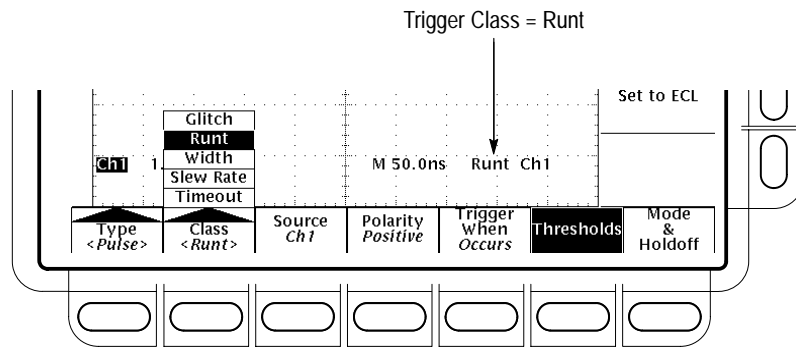 Trigger Class = Runt
Set to ECL
Glitch
Runt
Width
Slew Rate
Timeout
Ch1 1. M 50.0ns Runt Ch1
Type
<Pulse>
Class
<Runt>
Source
Ch1
Polarity
Positive
Trigger
When
Occurs
Thresholds
Mode
&
Holdoff